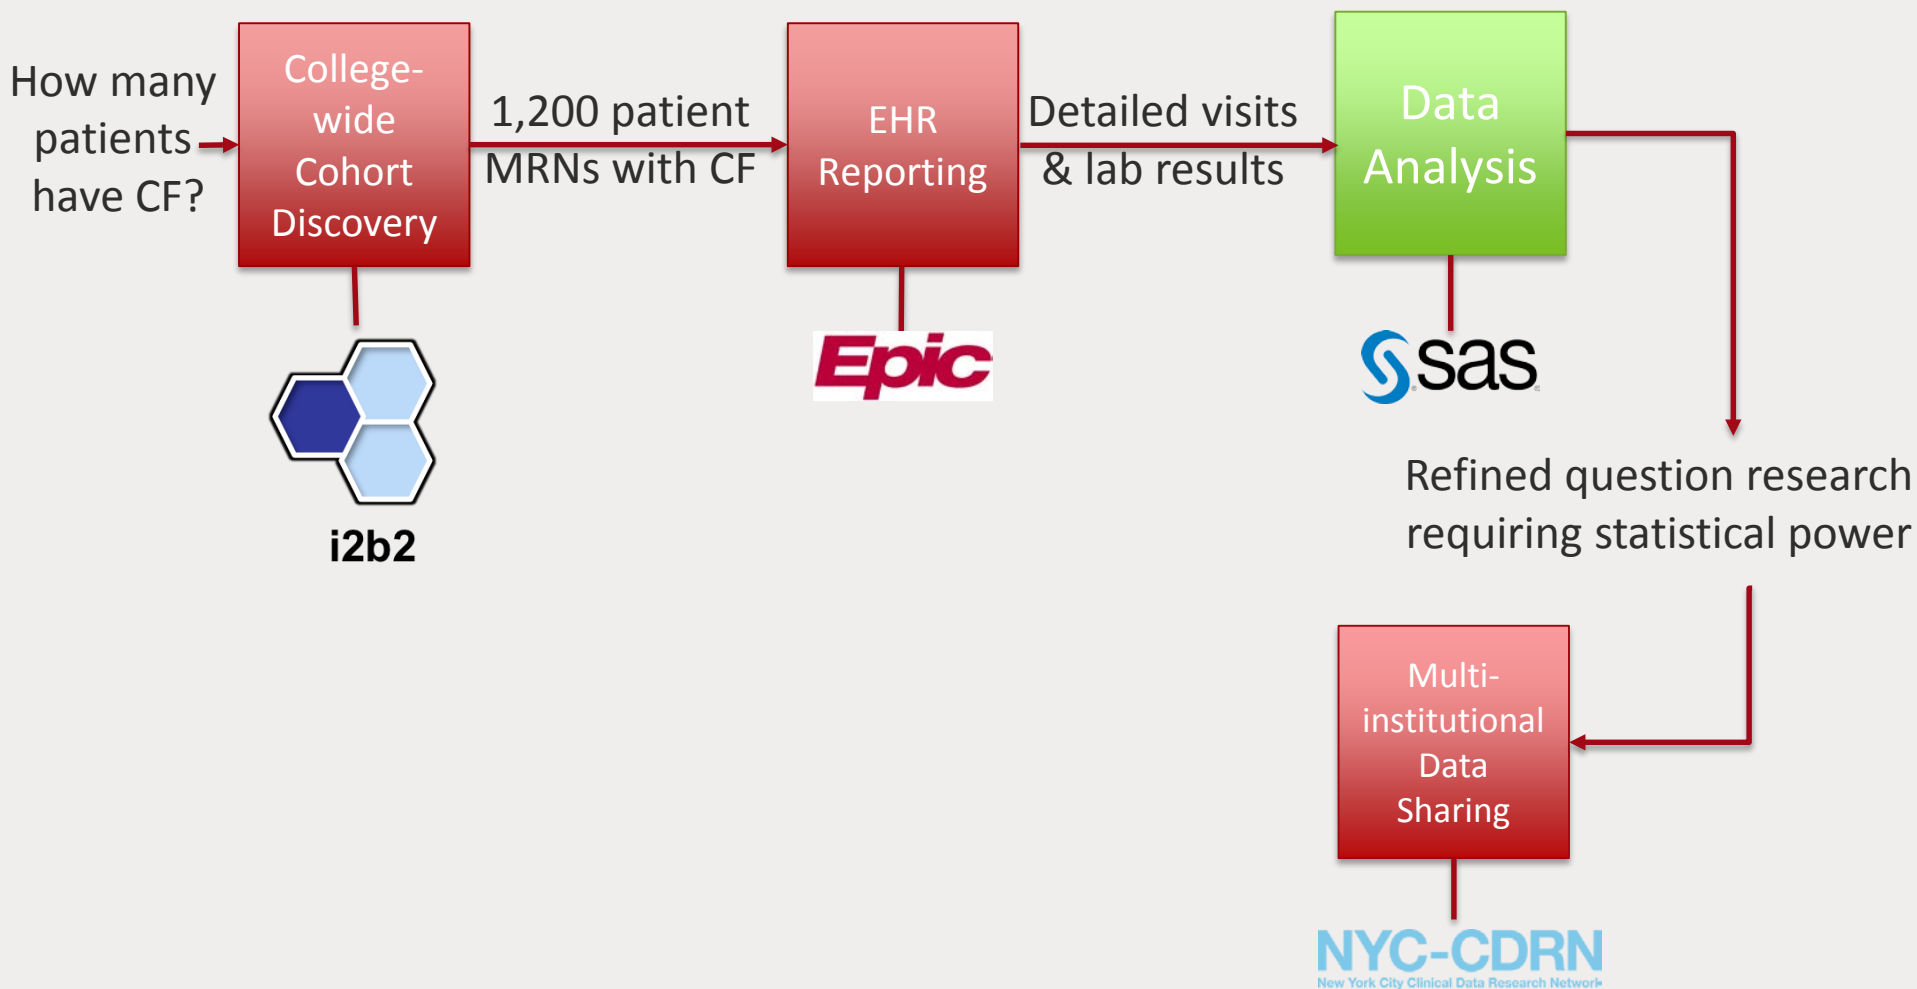 How many
patients
have CF?
College-
wide
Cohort
Discovery
1,200 patient
MRNs with CF
EHR
Reporting
Detailed visits
& lab results
Data
Analysis
i2b2
Epic
sas
Refined question research
requiring statistical power
Multi-
institutional
Data
Sharing
NYC-CDRN
New York City Clinical Data Research Network